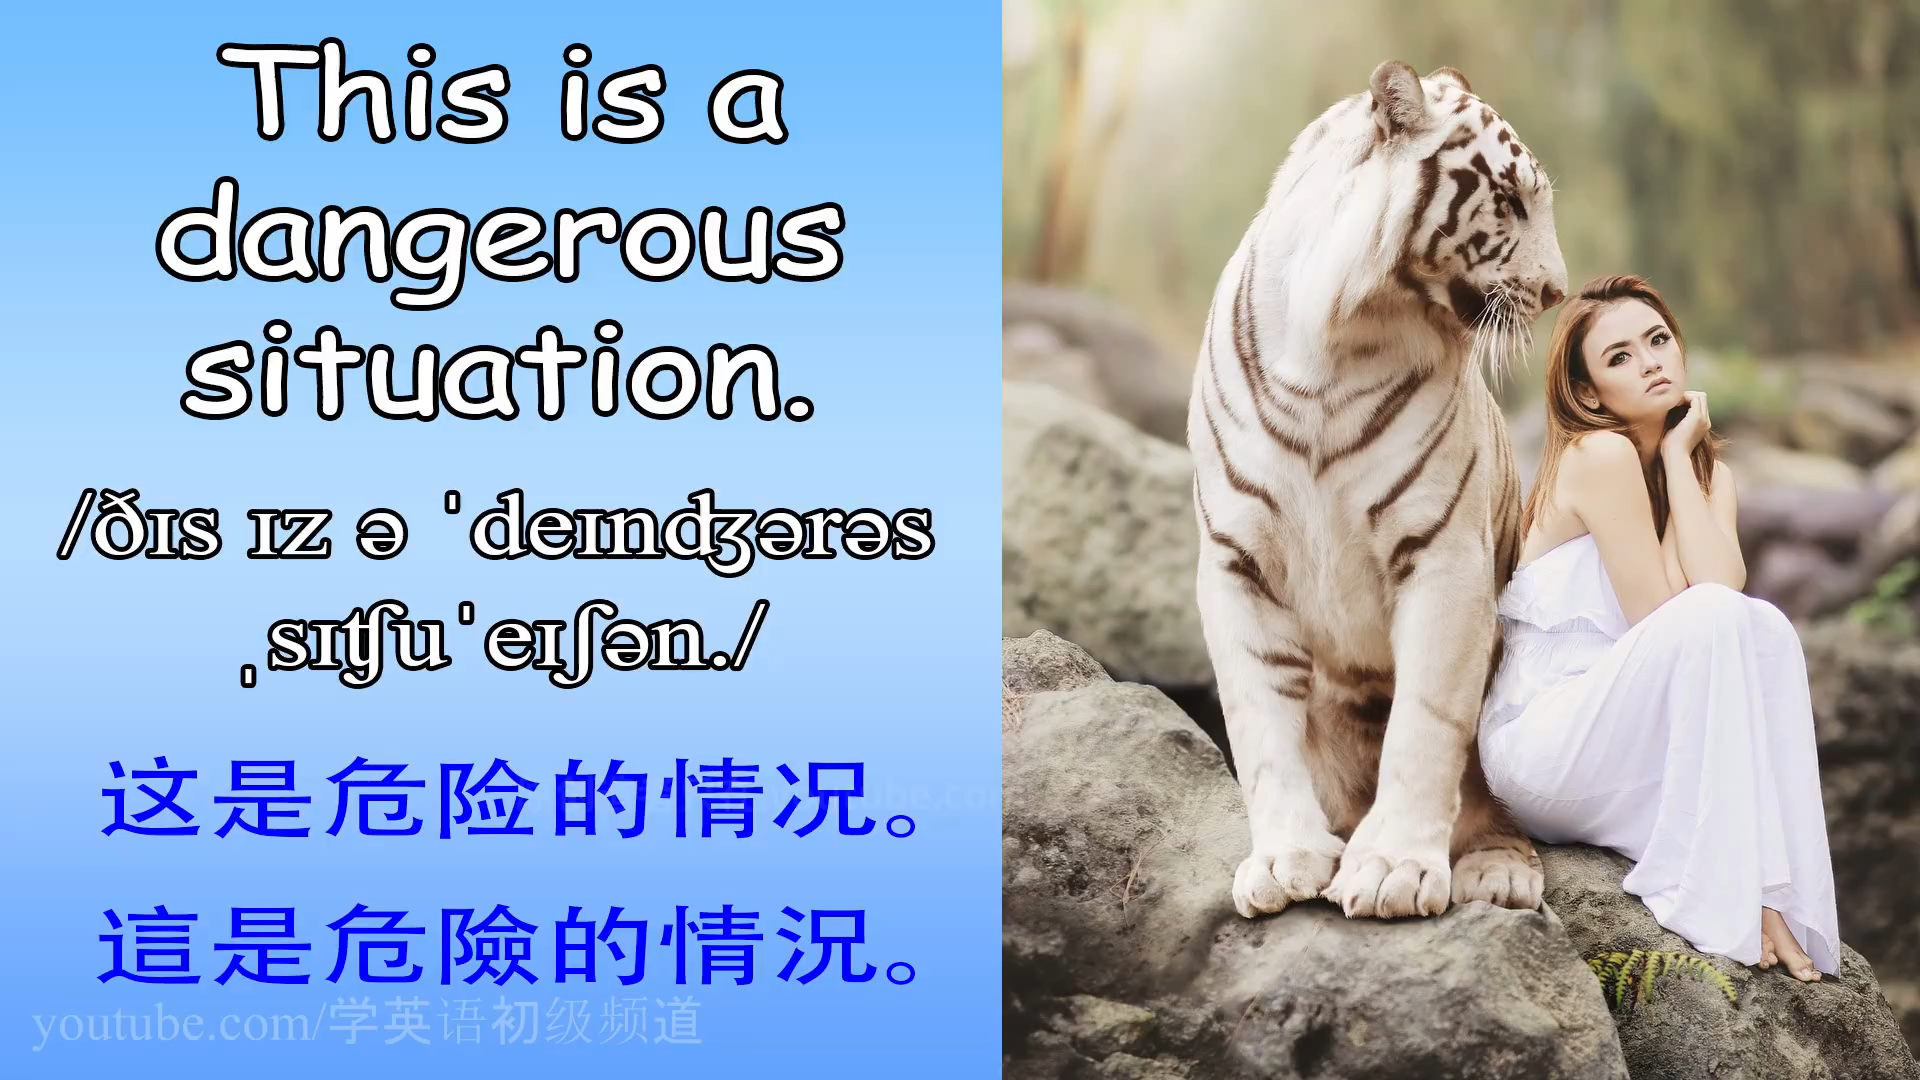 This is a
dangerous
situation.
/ðɪs ɪz ə ˈdeɪnʤərəs
ˌsɪʧuˈeɪʃən./
这是危险的情况。
這是危險的情況。
youtube.com/学英语初级频道